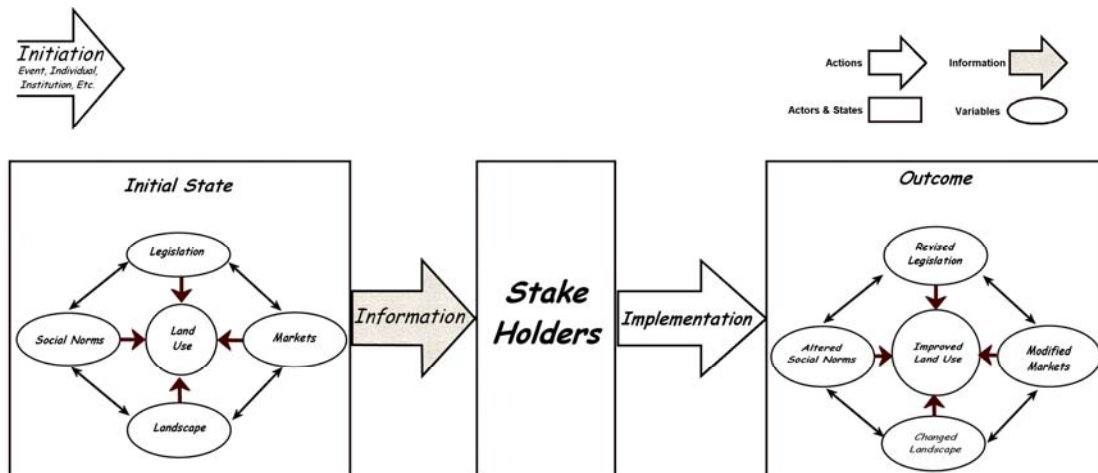 Initiation
Event, Individual,
Institution, Etc.
Actions
Information
Actors & States
Variables
Initial State
Legislation
Social Norms
Land
Use
Markets
Landscape
Information
Stake
Holders
Implementation
Outcome
Revised
Legislation
Altered
Social Norms
Improved
Land Use
Modified
Markets
Changed
Landscape